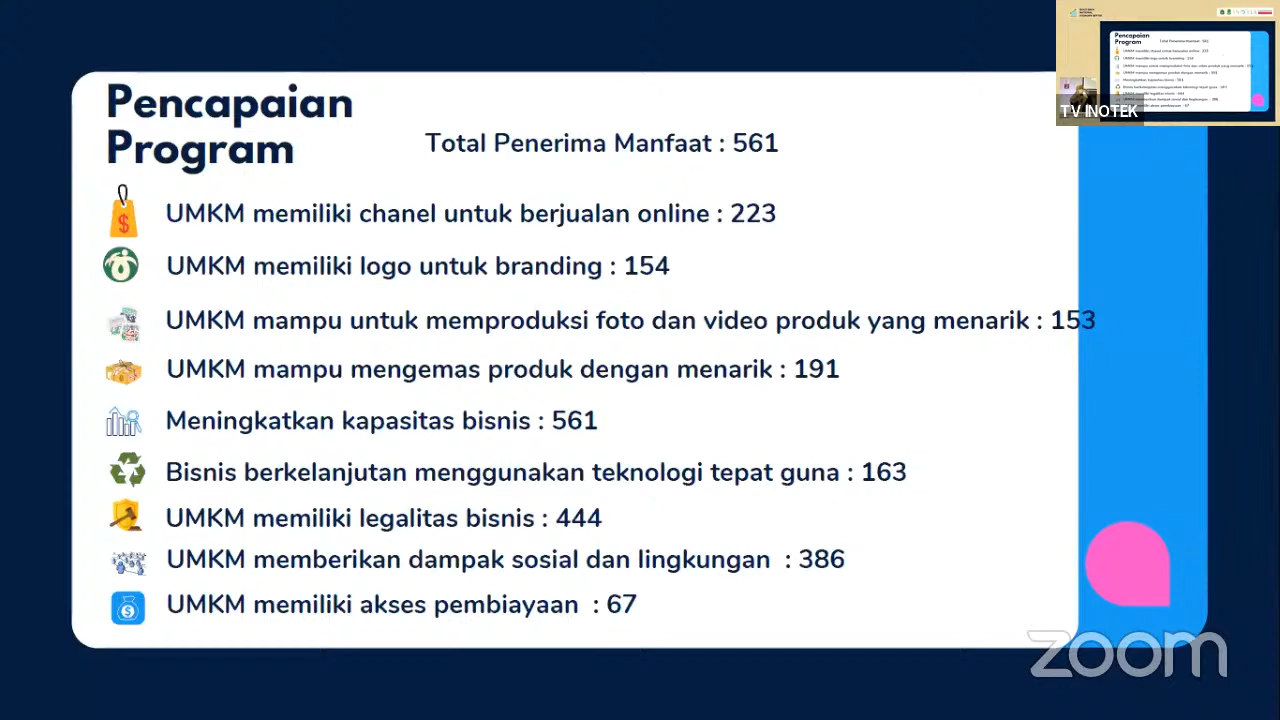 Pencapaian
Program
Total Penerima Manfaat : 561
UMKM memiliki chanel untuk berjualan online : 223
UMKM memiliki logo untuk branding : 154
UMKM mampu untuk memproduksi foto dan video produk yang menarik : 153
UMKM mampu mengemas produk dengan menarik : 191
Meningkatkan kapasitas bisnis : 561
Bisnis berkelanjutan menggunakan teknologi tepat guna : 163
UMKM memiliki legalitas bisnis : 444
UMKM memberikan dampak sosial dan lingkungan : 386
UMKM memiliki akses pembiayaan : 67
TV INOTEK
zoom